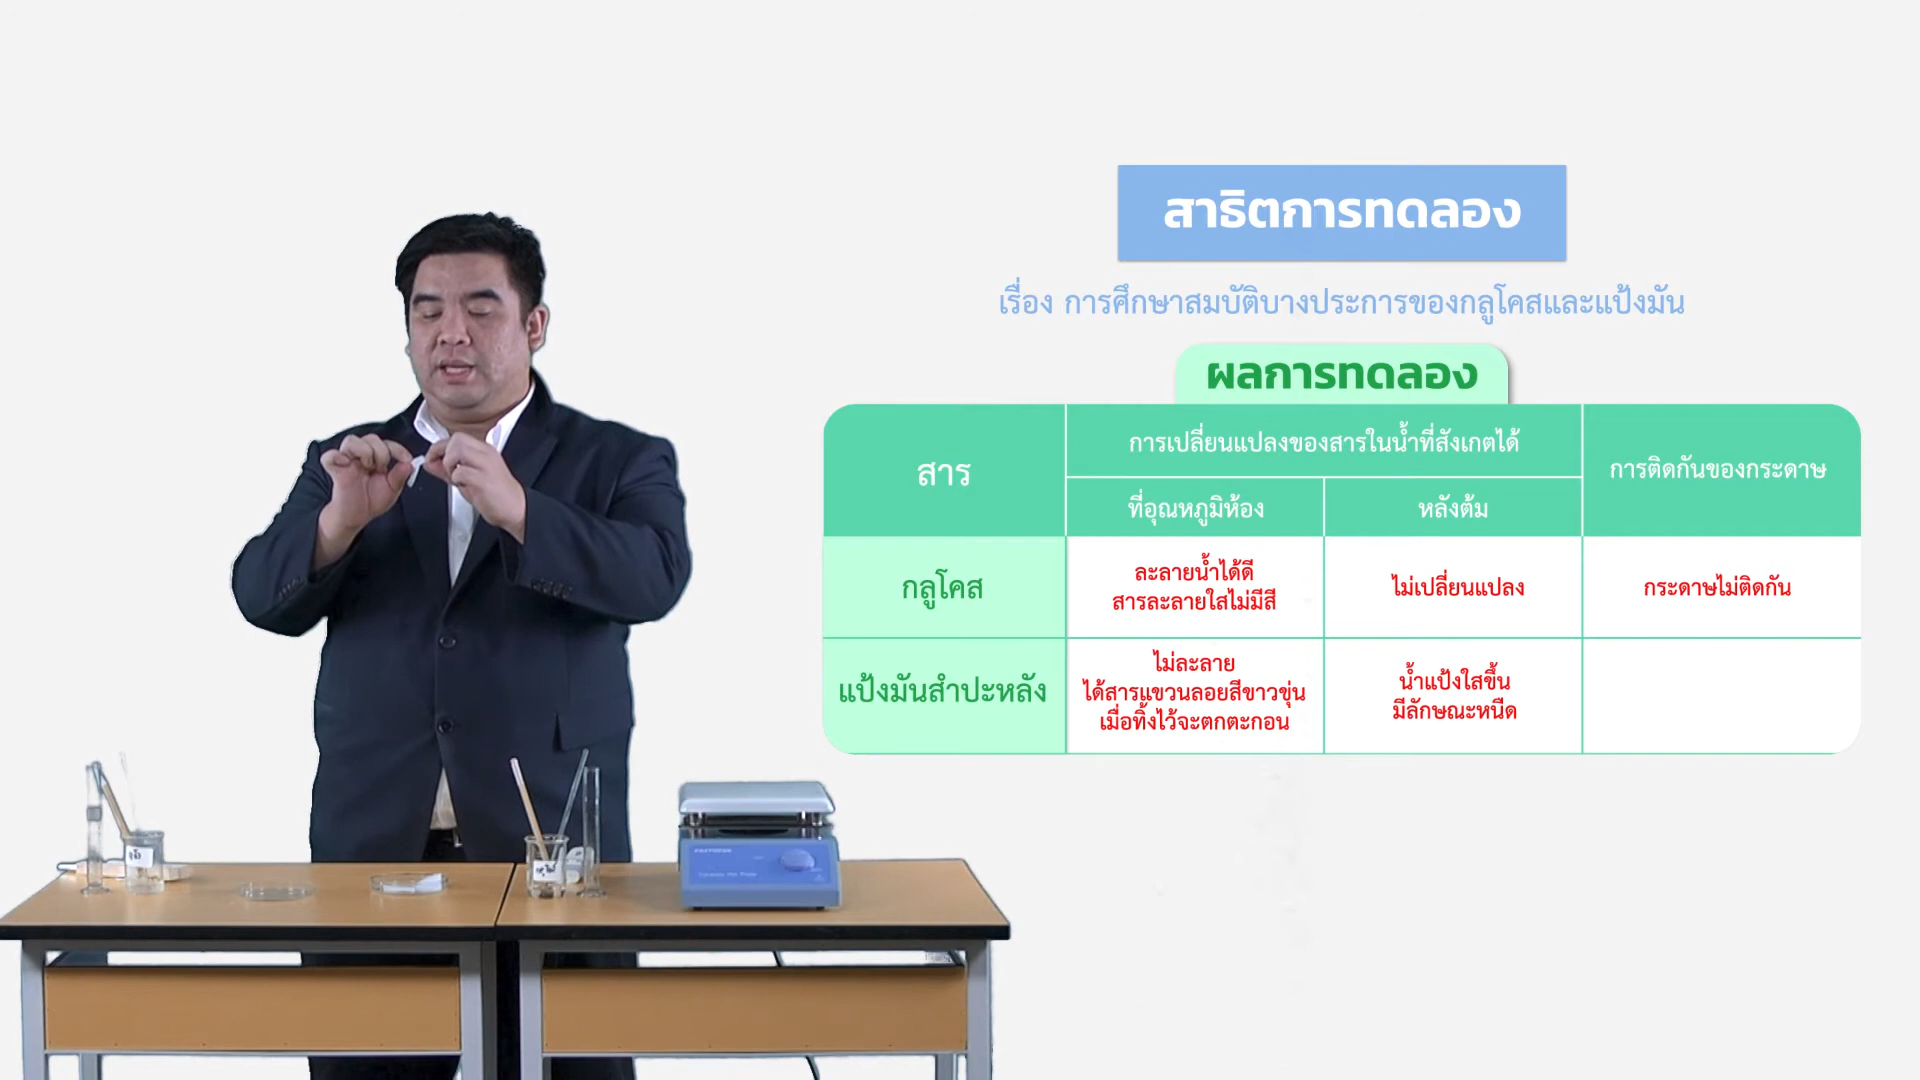 สาธิตการทดลอง
เรื่อง การศึกษาสมบัติบางประการของกลูโคสและแป้งมัน
ผลการทดลอง
สาร
การเปลี่ยนแปลงของสารในน้ำที่สังเกตได้
การติดกันของกระดาษ
ที่อุณหภูมิห้อง
หลังต้ม
กลูโคส
ละลายน้ำได้ดี
สารละลายใสไม่มีสี
ไม่เปลี่ยนแปลง
กระดาษไม่ติดกัน
แป้งมันสำปะหลัง
ไม่ละลาย
ได้สารแขวนลอยสีขาวขุ่น
เมื่อทิ้งไว้จะตกตะกอน
น้ำแป้งใสขึ้น
มีลักษณะหนืด